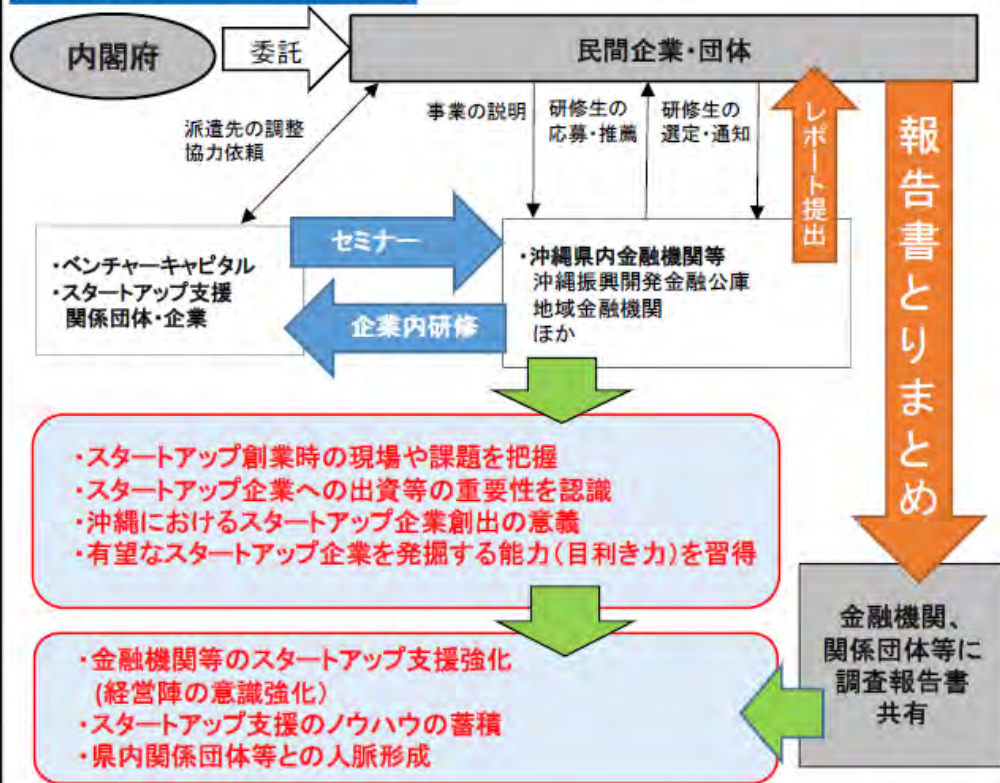 内閣府
委託
民間企業・団体
派遣先の調整
協力依頼
事業の説明
研修生の
応募・推薦
研修生の
選定・通知
レポート提出
報告書とりまとめ
・ベンチャーキャピタル
・スタートアップ支援
関係団体・企業
セミナー
企業内研修
・沖縄県内金融機関等
沖縄振興開発金融公庫
地域金融機関
ほか
・スタートアップ創業時の現場や課題を把握
・スタートアップ企業への出資等の重要性を認識
・沖縄におけるスタートアップ企業創出の意義
・有望なスタートアップ企業を発掘する能力(目利き力)を習得
・金融機関等のスタートアップ支援強化
(経営陣の意識強化)
・スタートアップ支援のノウハウの蓄積
・県内関係団体等との人脈形成
金融機関、
関係団体等に
調査報告書
共有